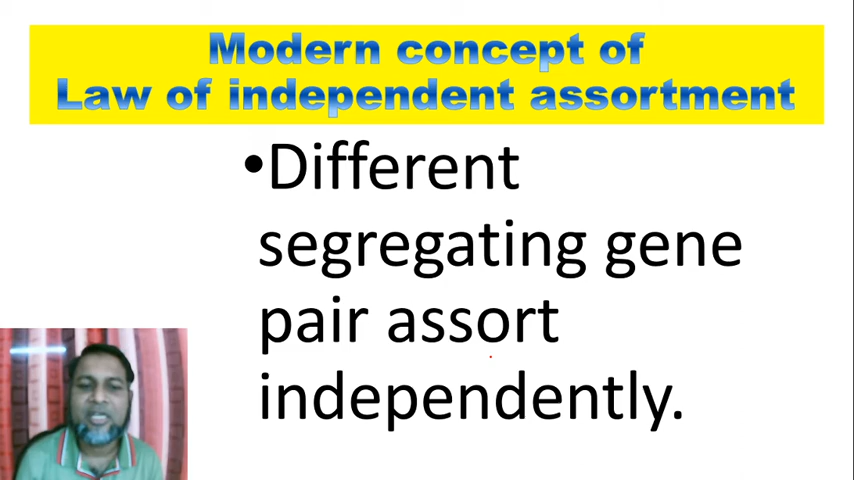 Modern concept of
Law of independent assortment
•Different
segregating gene
pair assort
independently.